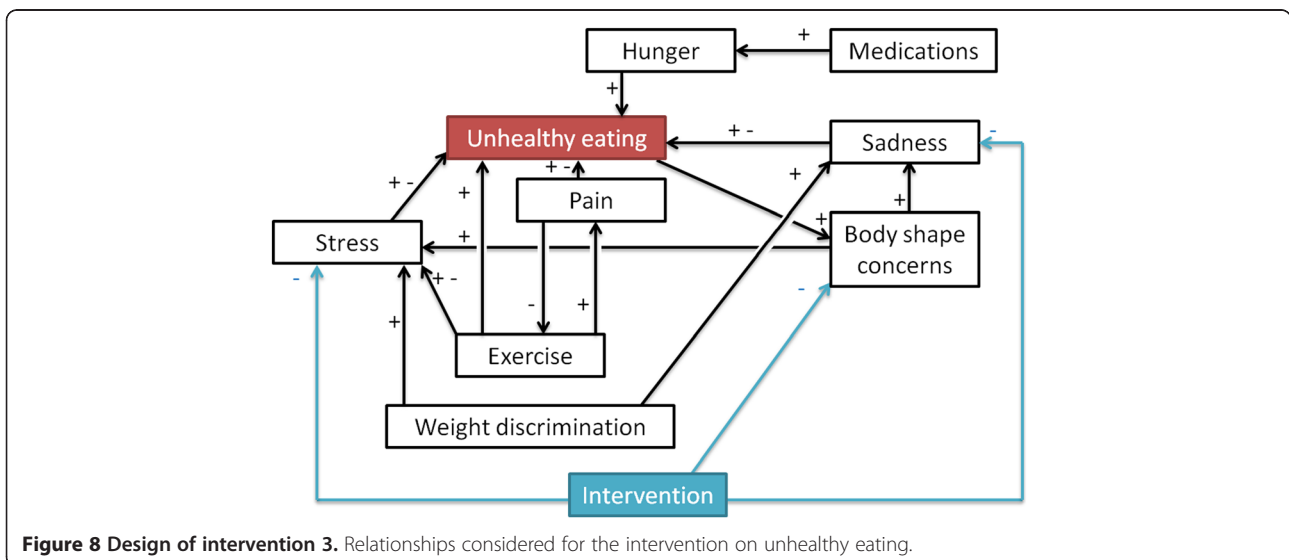 +
Hunger
Medications
+
Unhealthy eating
+ -
Sadness
-
+ -
+ -
+
Pain
+
+
+
Stress
+
Body shape
concerns
-
+ -
-
-
+
+
Exercise
Weight discrimination
Intervention
Figure 8 Design of intervention 3. Relationships considered for the intervention on unhealthy eating.